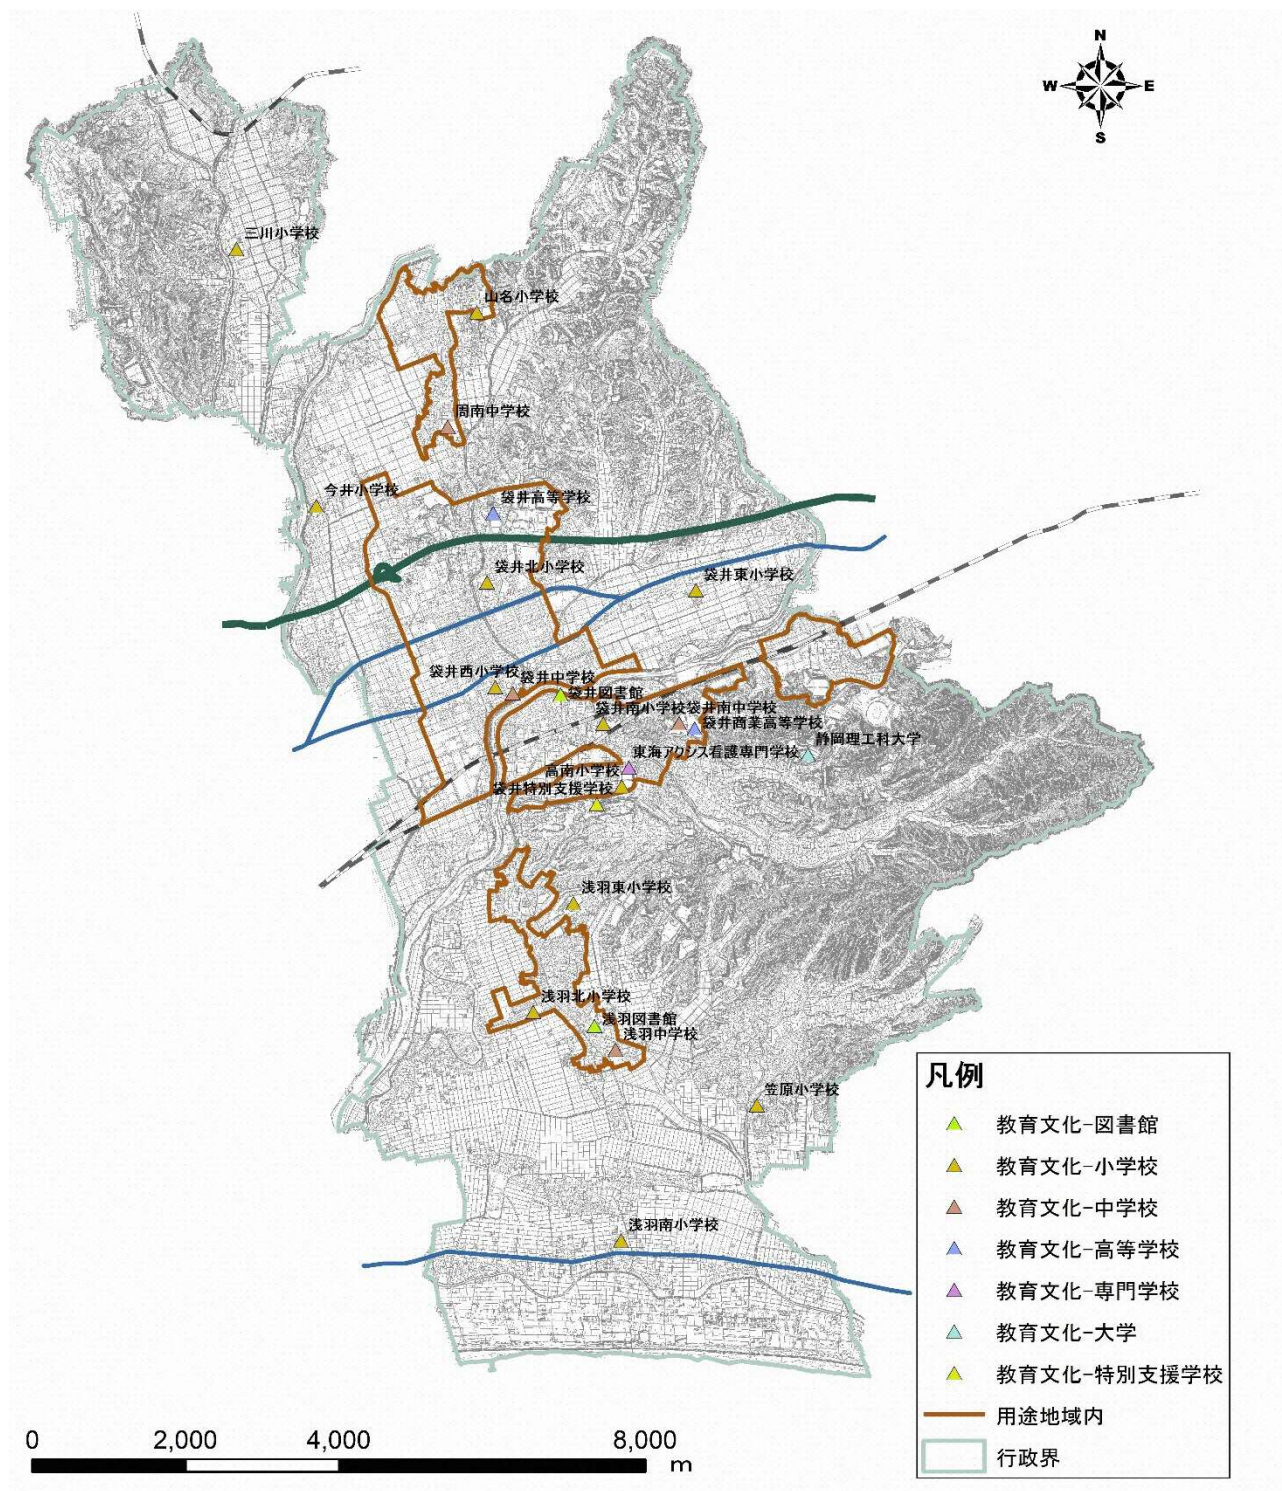 N
W
E
S
三川小学校
山名小学校
周南中学校
今井小学校
袋井高等学校
袋井北小学校
袋井東小学校
袋井西小学校
袋井中学校
袋井図書館
袋井南小学校
袋井南中学校
袋井商業高等学校
静岡理工科大学
東海アクシス看護専門学校
高南小学校
袋井特別支援学校
浅羽東小学校
浅羽北小学校
浅羽図書館
浅羽中学校
笠原小学校
浅羽南小学校
凡例
教育文化-図書館
教育文化-小学校
教育文化-中学校
教育文化-高等学校
教育文化-専門学校
教育文化-大学
教育文化-特別支援学校
用途地域内
行政界
0 2,000 4,000 8,000
m